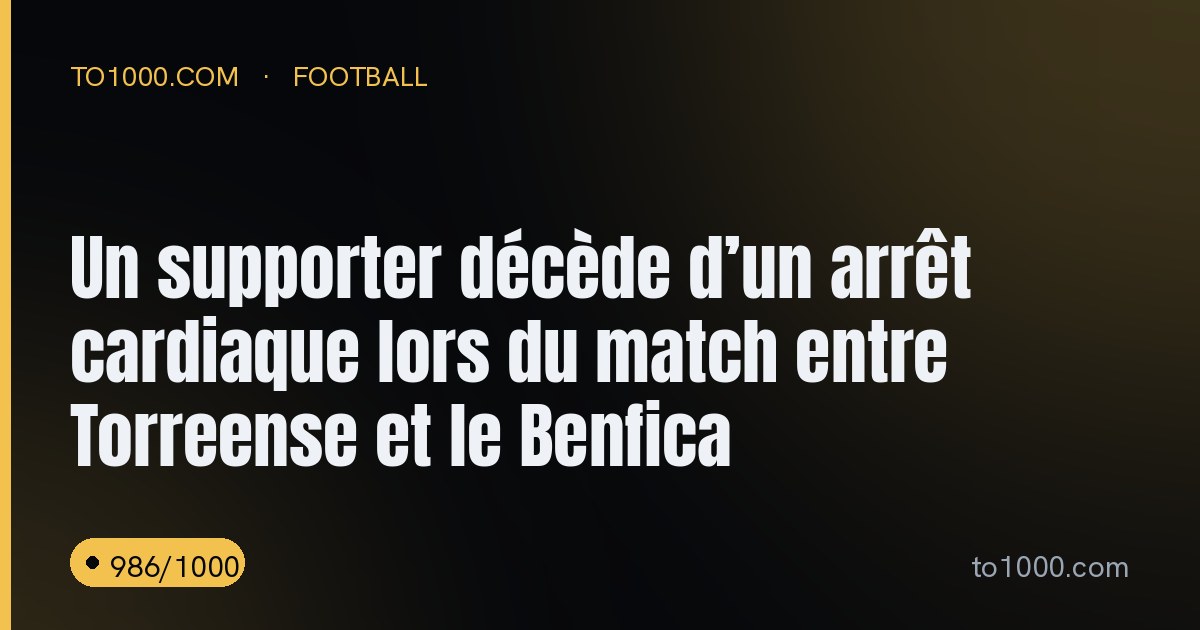 TO1000.COM · FOOTBALL
Un supporter décède d’un arrêt
cardiaque lors du match entre
Torreense et le Benfica
986/1000
to1000.com